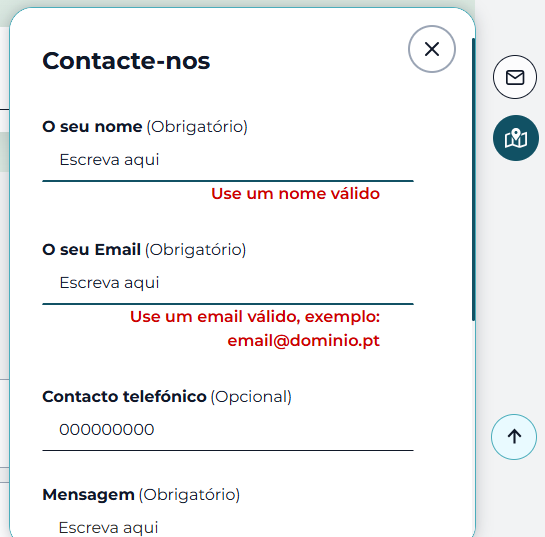 Contacte-nos
O seu nome (Obrigatório)
Escreva aqui
Use um nome válido
O seu Email (Obrigatório)
Escreva aqui
Use um email válido, exemplo:
email@dominio.pt
Contacto telefónico (Opcional)
000000000
Mensagem (Obrigatório)
Escreva aqui